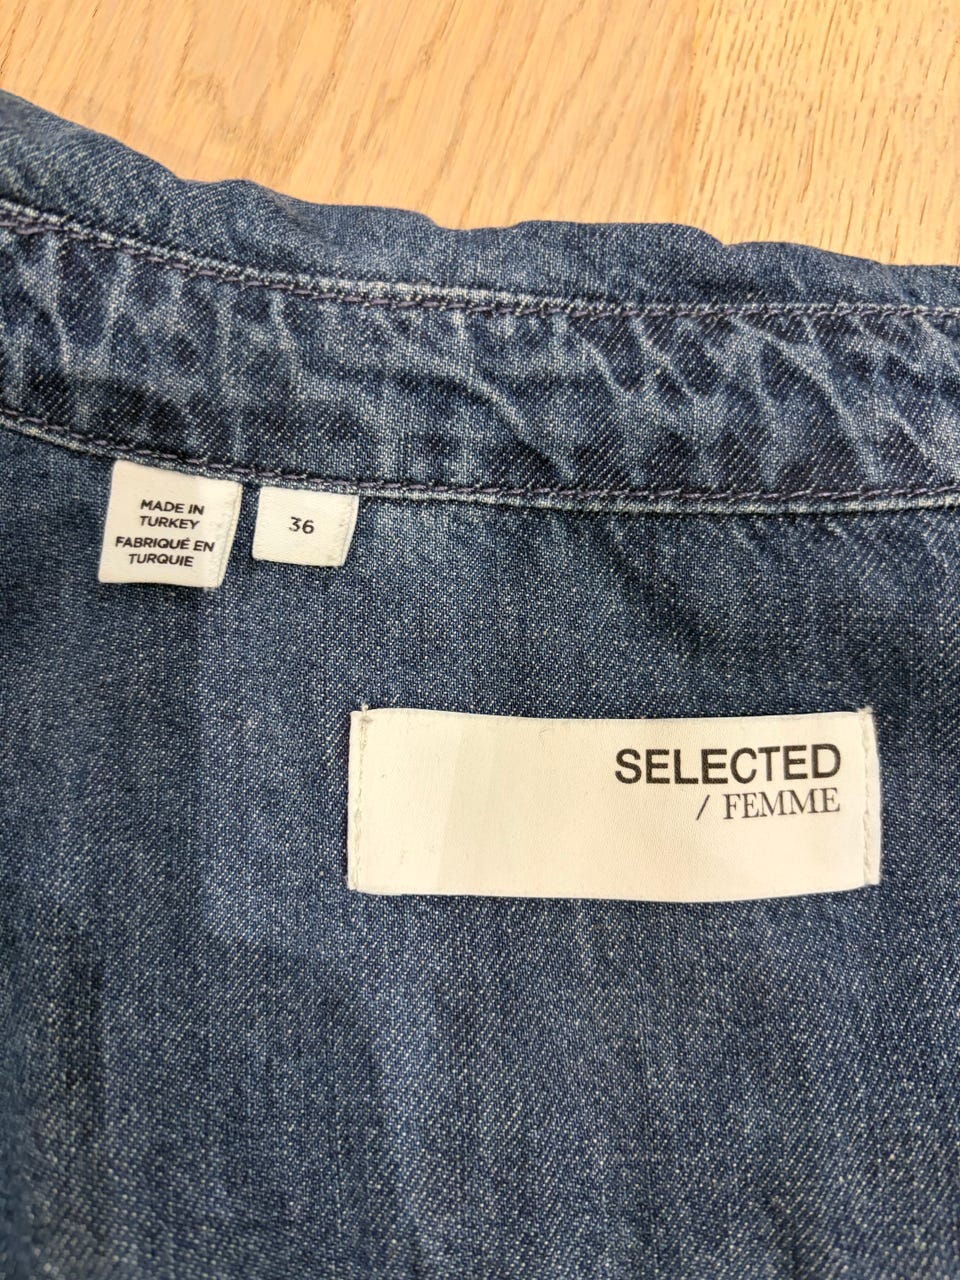 MADE IN
TURKEY
FABRIQUÉ EN
TURQUIE
36
SELECTED
/ FEMME